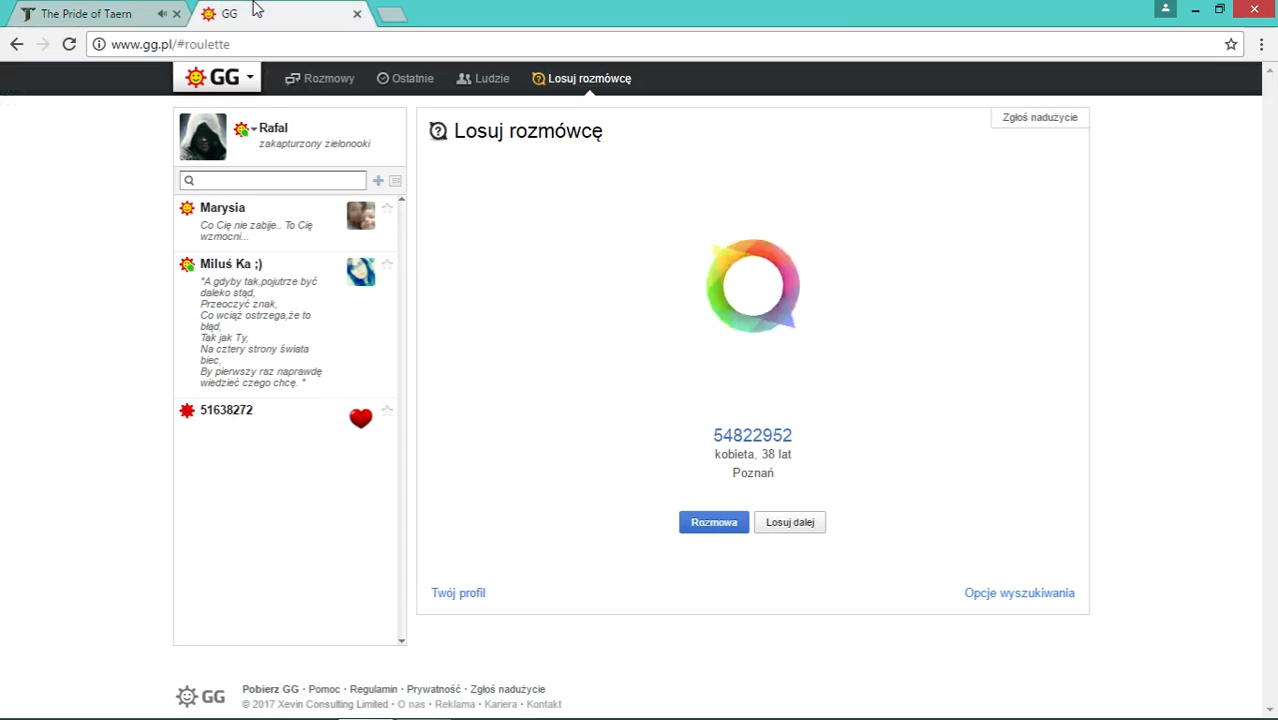 The Pride of Taern
GG
www.gg.pl/#roulette
GG
Rozmowy
Ostatnie
Ludzie
Losuj rozmówcę
Rafal
zakapturzony zielonooki
Marysia
Co Cię nie zabije.. To Cię
wzmocni...
Miluś Ka ;)
"A gdyby tak,pojutrze być
daleko stąd,
Przeoczyć znak,
Co wciąż ostrzega,że to
błąd,
Tak jak Ty,
Na cztery strony świata
biec,
By pierwszy raz naprawdę
wiedzieć czego chcę. "
51638272
Zgłoś nadużycie
Losuj rozmówcę
54822952
kobieta, 38 lat
Poznań
Rozmowa
Losuj dalej
Twój profil
Opcje wyszukiwania
GG
Pobierz GG · Pomoc · Regulamin · Prywatność · Zgłoś nadużycie
© 2017 Xevin Consulting Limited · O nas · Reklama · Kariera · Kontakt